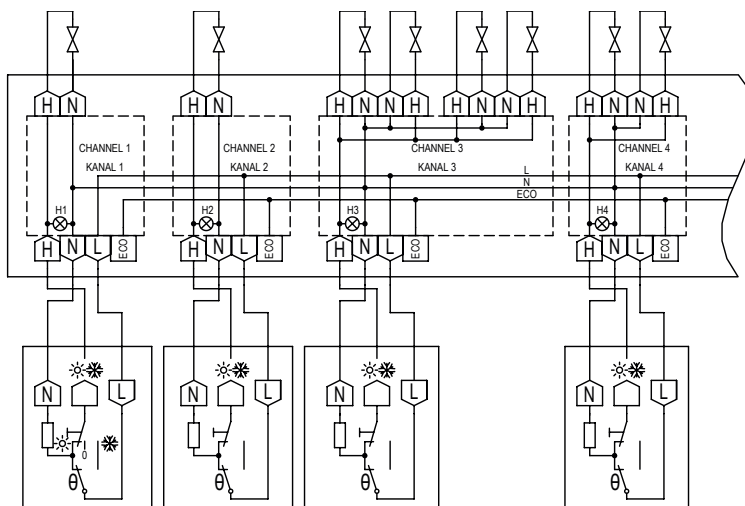 H N H N H N N H H N N H H N N H
CHANNEL 1 CHANNEL 2 CHANNEL 3 CHANNEL 4
KANAL 1 KANAL 2 KANAL 3 KANAL 4
L
N
ECO
H1 H2 H3 H4
H N L ECO H N L ECO H N L ECO H N L ECO
N L N L N L N L
0
θ θ θ θ